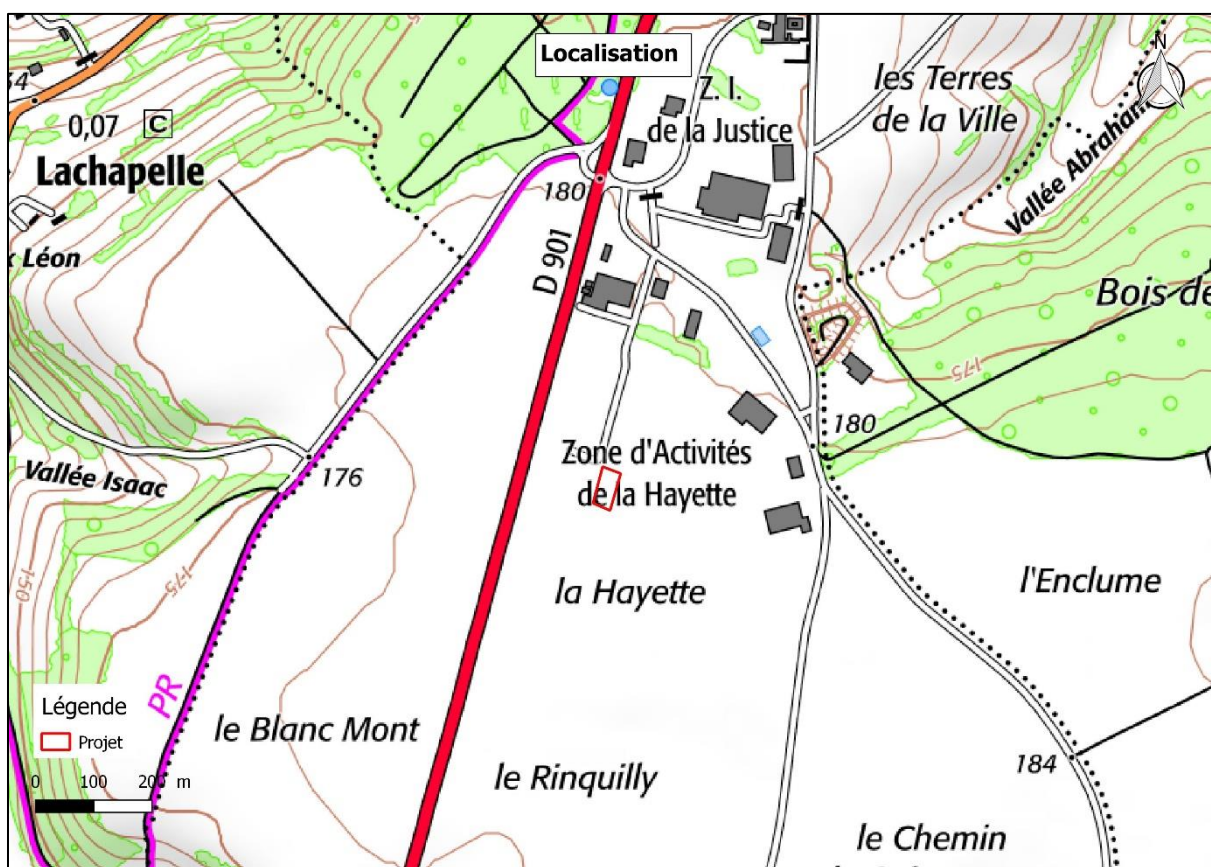 Localisation
N
Z. I.
de la Justice
les Terres
de la Ville
Vallée Abraham
0,07 C
Lachapelle
180
D 901
Léon
Bois de
175
180
Vallée Isaac
176
Zone d'Activités
de la Hayette
150
175
la Hayette
l'Enclume
PR
Légende
Projet
le Blanc Mont
le Rinquilly
184
0 100 200 m
le Chemin